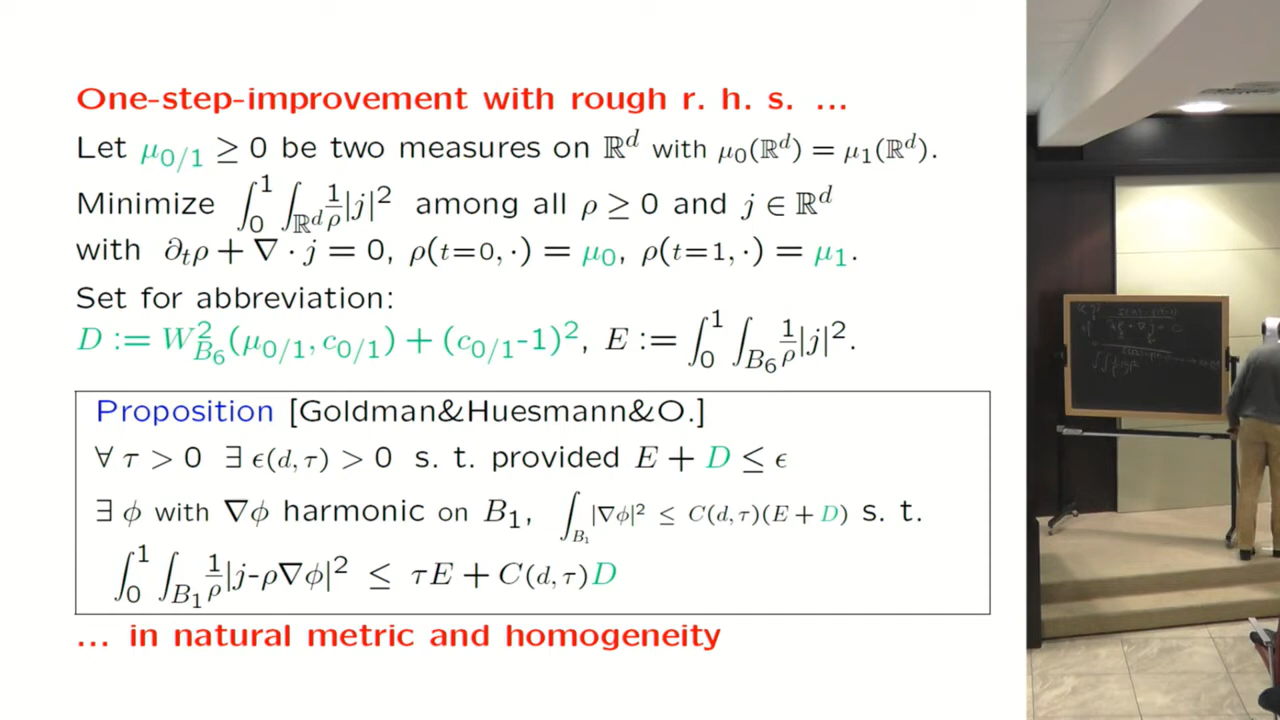 One-step-improvement with rough r. h. s. ...
Let μ_{0/1} ≥ 0 be two measures on ℝ^d with μ_0(ℝ^d) = μ_1(ℝ^d).
Minimize ∫_0^1 ∫_{ℝ^d} 1/ρ |j|^2 among all ρ ≥ 0 and j ∈ ℝ^d
with ∂_tρ + ∇ · j = 0, ρ(t=0, ·) = μ_0, ρ(t=1, ·) = μ_1.
Set for abbreviation:
D := W^2_{B_6}(μ_{0/1}, c_{0/1}) + (c_{0/1}-1)^2, E := ∫_0^1 ∫_{B_6} 1/ρ |j|^2.
Proposition [Goldman&Huesmann&O.]
∀ τ > 0 ∃ ϵ(d, τ) > 0 s. t. provided E + D ≤ ϵ
∃ ϕ with ∇ϕ harmonic on B_1, ∫_{B_1} |∇ϕ|^2 ≤ C(d, τ)(E + D) s. t.
∫_0^1 ∫_{B_1} 1/ρ |j-ρ∇ϕ|^2 ≤ τE + C(d, τ)D
... in natural metric and homogeneity